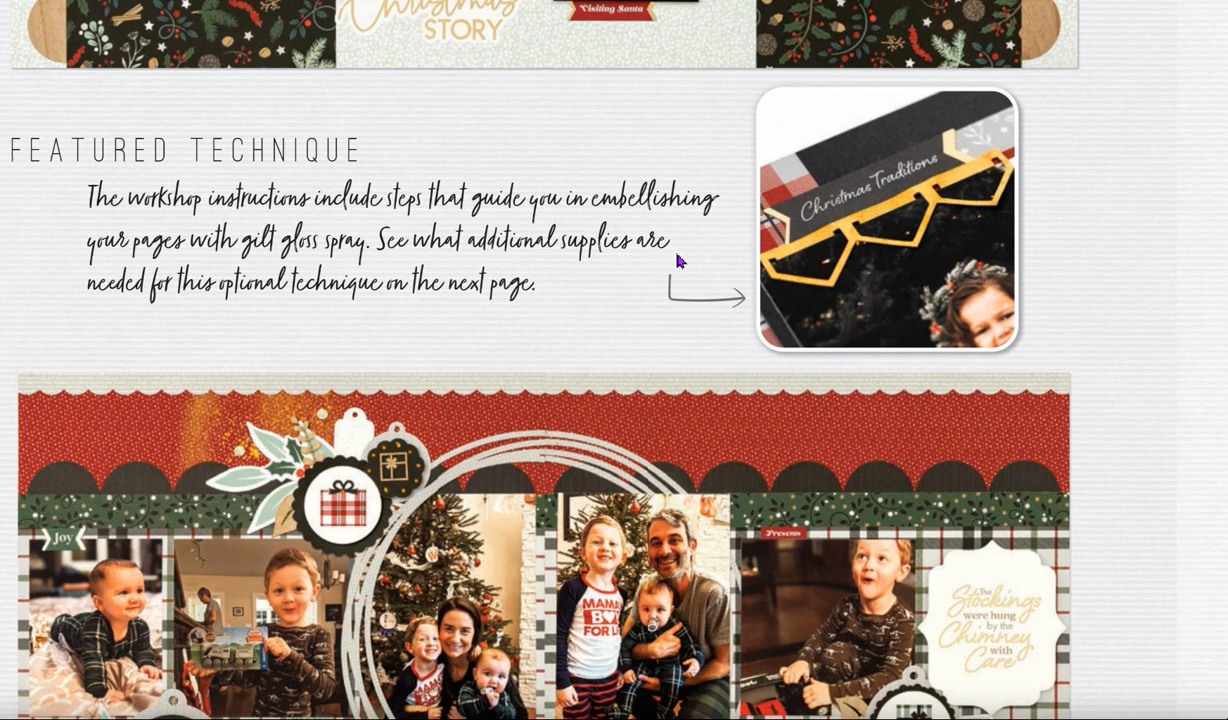 Christmas
STORY
Visiting Santa
FEATURED TECHNIQUE
The workshop instructions include steps that guide you in embellishing
your pages with gilt gloss spray. See what additional supplies are
needed for this optional technique on the next page.
Christmas Traditions
Joy
Presents
MAMA'S
BOY
The
Stockings
were hung
by the
Chimney
with
Care